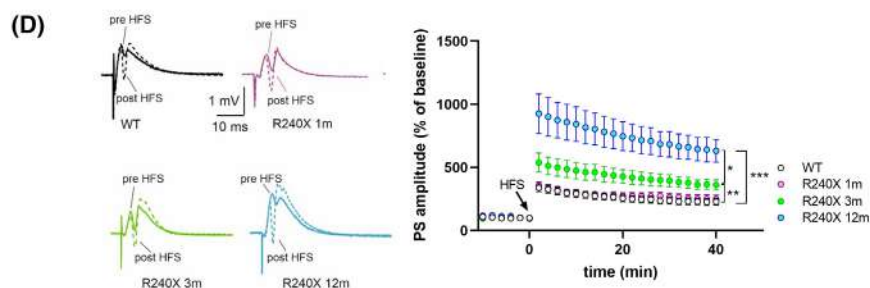 (D)
pre HFS
post HFS
WT
1 mV
10 ms
R240X 1m
post HFS
pre HFS
post HFS
R240X 3m
pre HFS
post HFS
R240X 12m
PS amplitude (% of baseline)
1500
1000
500
0
HFS
0
20
40
time (min)
*
**
***
WT
R240X 1m
R240X 3m
R240X 12m
pre HFS